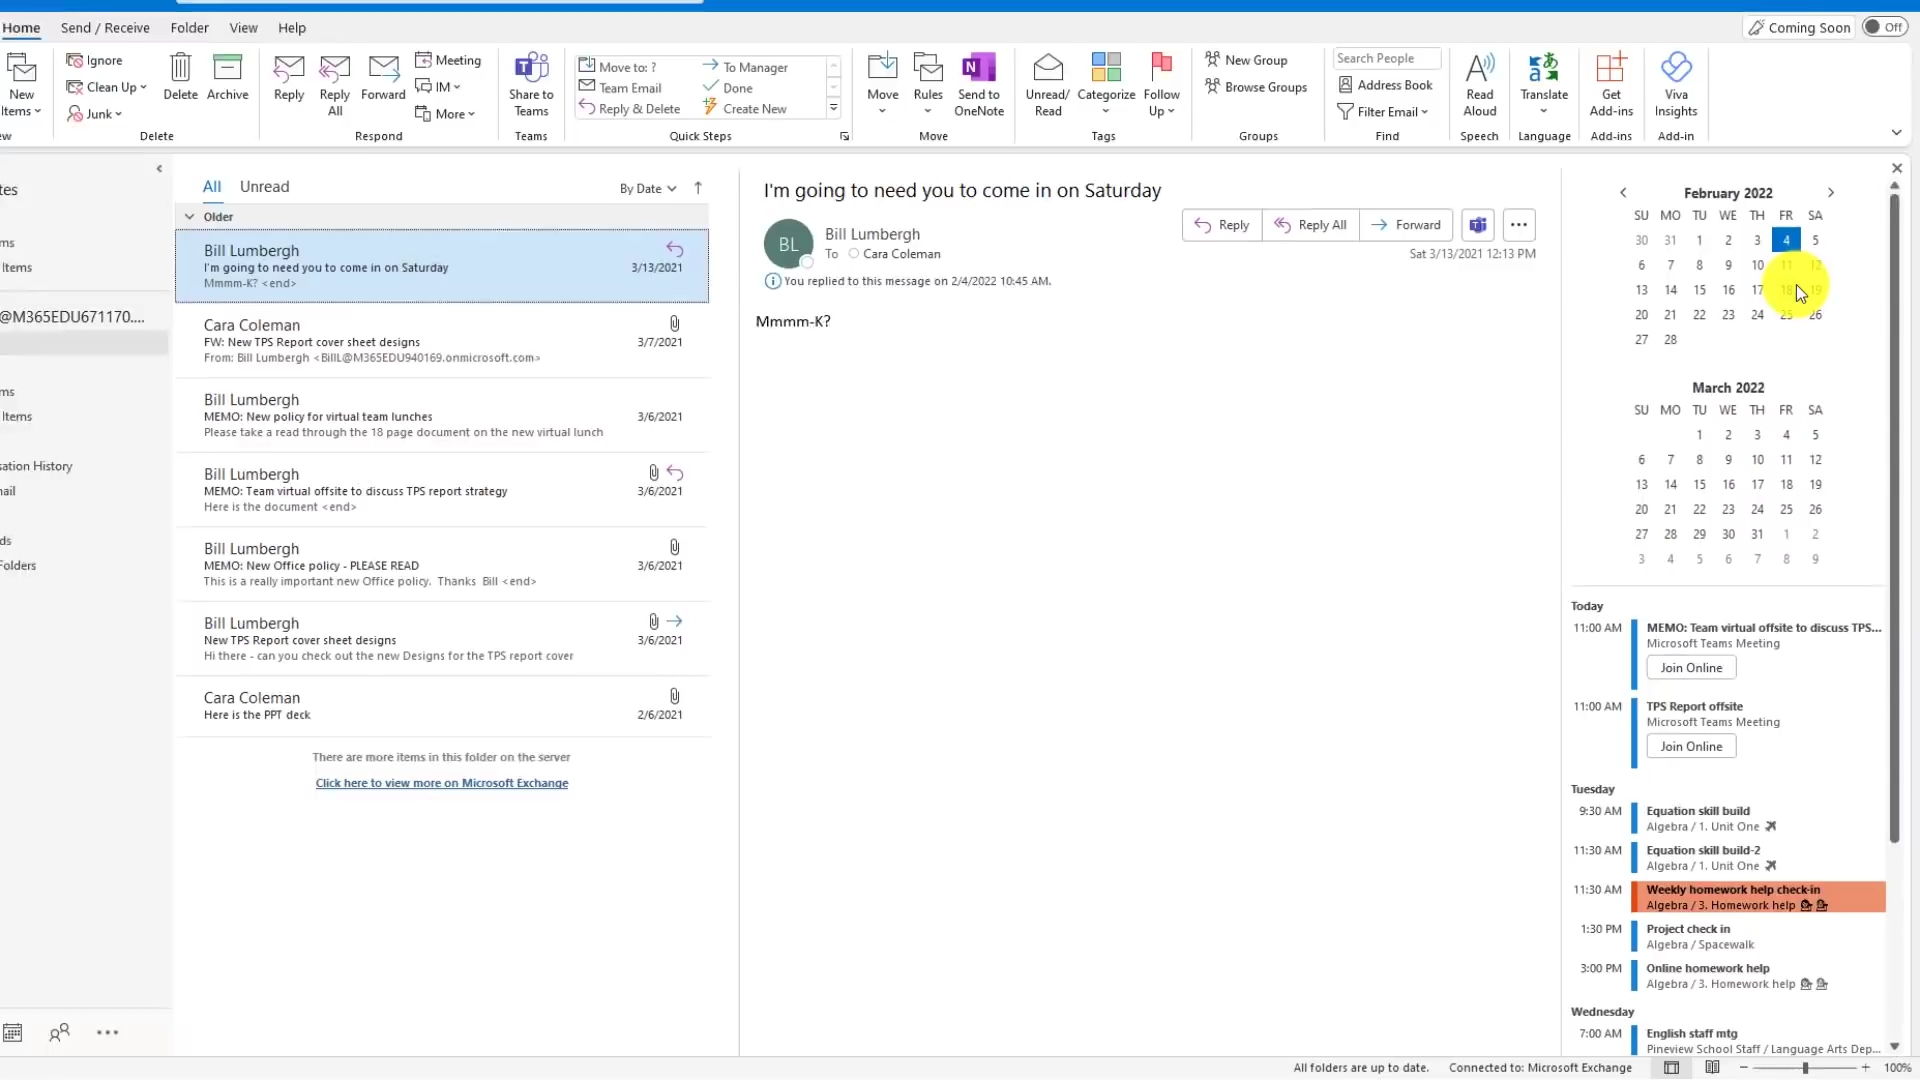 Home Send / Receive Folder View Help Coming Soon Off
New Items
Ignore
Clean Up
Junk
Delete Archive
Delete
Reply Reply All Forward
Meeting
IM
More
Respond
Share to Teams
Teams
Move to: ? To Manager
Team Email Done
Reply & Delete Create New
Quick Steps
Move Rules Send to OneNote
Move
Unread/ Read Categorize Follow Up
Tags
New Group
Browse Groups
Groups
Search People
Address Book
Filter Email
Find
Read Aloud
Speech
Translate
Language
Get Add-ins
Add-ins
Viva Insights
Add-in
tes
ms
Items
@M365EDU671170....
ms
Items
sation History
nail
ds
Folders
All Unread By Date
Older
Bill Lumbergh
I'm going to need you to come in on Saturday 3/13/2021
Mmmm-K? <end>
Cara Coleman
FW: New TPS Report cover sheet designs 3/7/2021
From: Bill Lumbergh <BillL@M365EDU940169.onmicrosoft.com>
Bill Lumbergh
MEMO: New policy for virtual team lunches 3/6/2021
Please take a read through the 18 page document on the new virtual lunch
Bill Lumbergh
MEMO: Team virtual offsite to discuss TPS report strategy 3/6/2021
Here is the document <end>
Bill Lumbergh
MEMO: New Office policy - PLEASE READ 3/6/2021
This is a really important new Office policy. Thanks Bill <end>
Bill Lumbergh
New TPS Report cover sheet designs 3/6/2021
Hi there - can you check out the new Designs for the TPS report cover
Cara Coleman
Here is the PPT deck 2/6/2021
There are more items in this folder on the server
Click here to view more on Microsoft Exchange
I'm going to need you to come in on Saturday
BL
Bill Lumbergh
To Cara Coleman
Reply Reply All Forward
Sat 3/13/2021 12:13 PM
You replied to this message on 2/4/2022 10:45 AM.
Mmmm-K?
February 2022
SU MO TU WE TH FR SA
30 31 1 2 3 4 5
6 7 8 9 10 11 12
13 14 15 16 17 18 19
20 21 22 23 24 25 26
27 28
March 2022
SU MO TU WE TH FR SA
1 2 3 4 5
6 7 8 9 10 11 12
13 14 15 16 17 18 19
20 21 22 23 24 25 26
27 28 29 30 31 1 2
3 4 5 6 7 8 9
Today
11:00 AM MEMO: Team virtual offsite to discuss TPS...
Microsoft Teams Meeting
Join Online
11:00 AM TPS Report offsite
Microsoft Teams Meeting
Join Online
Tuesday
9:30 AM Equation skill build
Algebra / 1. Unit One
11:30 AM Equation skill build-2
Algebra / 1. Unit One
11:30 AM Weekly homework help check-in
Algebra / 3. Homework help
1:30 PM Project check in
Algebra / Spacewalk
3:00 PM Online homework help
Algebra / 3. Homework help
Wednesday
7:00 AM English staff mtg
Pineview School Staff / Language Arts Dep...
All folders are up to date. Connected to: Microsoft Exchange 100%